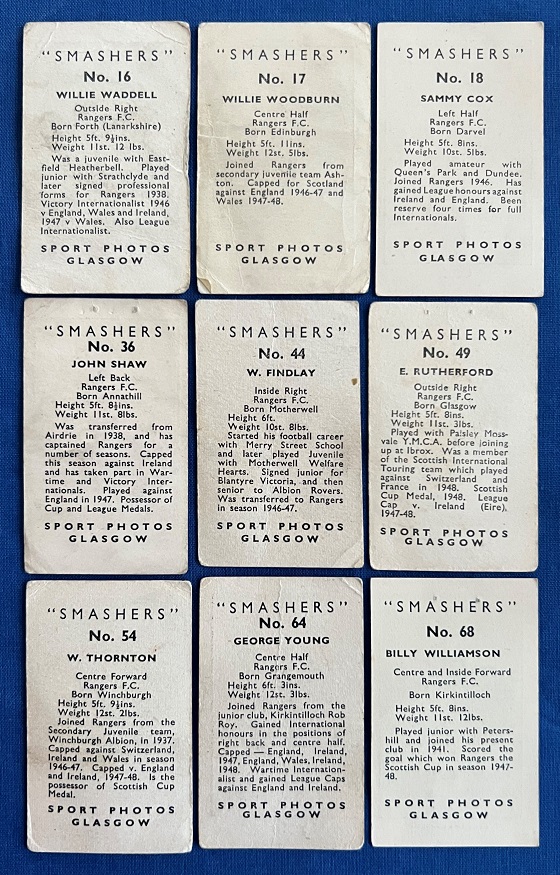 "SMASHERS"
No. 16
WILLIE WADDELL
Outside Right
Rangers F.C.
Born Forth (Lanarkshire)
Height 5ft. 9½ins.
Weight 11st. 12 lbs.
Was a juvenile with East-
field Heatherbell. Played
junior with Strathclyde and
later signed professional
forms for Rangers 1938.
Victory Internationalist 1946
v England, Wales and Ireland,
1947 v Wales. Also League
Internationalist.
SPORT PHOTOS
GLASGOW
"SMASHERS"
No. 17
WILLIE WOODBURN
Centre Half
Rangers F.C.
Born Edinburgh
Height 5ft. 11ins.
Weight 12st. 5lbs.
Joined Rangers from
secondary juvenile team Ash-
ton. Capped for Scotland
against England 1946-47 and
Wales 1947-48.
SPORT PHOTOS
GLASGOW
"SMASHERS"
No. 18
SAMMY COX
Left Half
Rangers F.C.
Born Darvel
Height 5ft. 8ins.
Weight 10st. 5lbs.
Played amateur with
Queen's Park and Dundee.
Joined Rangers 1946. Has
gained League honours against
Ireland and England. Been
reserve four times for full
Internationals.
SPORT PHOTOS
GLASGOW
"SMASHERS"
No. 36
JOHN SHAW
Left Back
Rangers F.C.
Born Annathill
Height 5ft. 8½ins.
Weight 11st. 8lbs.
Was transferred from
Airdrie in 1938, and has
captained Rangers for a
number of seasons. Capped
this season against Ireland
and has taken part in War-
time and Victory Inter-
nationals. Played against
England in 1947. Possessor of
Cup and League Medals.
SPORT PHOTOS
GLASGOW
"SMASHERS"
No. 44
W. FINDLAY
Inside Right
Rangers F.C.
Born Motherwell
Height 6ft.
Weight 10st. 8lbs.
Started his football career
with Merry Street School
and later played Juvenile
with Motherwell Welfare
Hearts. Signed junior for
Blantyre Victoria, and then
senior to Albion Rovers.
Was transferred to Rangers
in season 1946-47.
SPORT PHOTOS
GLASGOW
"SMASHERS"
No. 49
E. RUTHERFORD
Outside Right
Rangers F.C.
Born Glasgow
Height 5ft. 8ins.
Weight 11st. 3lbs.
Played with Paisley Moss-
vale Y.M.C.A. before joining
up at Ibrox. Was a member
of the Scottish International
Touring team which played
against Switzerland and
France in 1948. Scottish
Cup Medal, 1948. League
Cap v. Ireland (Eire),
1947-48.
SPORT PHOTOS
GLASGOW
"SMASHERS"
No. 54
W. THORNTON
Centre Forward
Rangers F.C.
Born Winchburgh
Height 5ft. 9½ins.
Weight 12st. 2lbs.
Joined Rangers from the
Secondary Juvenile team,
Winchburgh Albion, in 1937.
Capped against Switzerland,
Ireland and Wales in season
1946-47. Capped v. England
and Ireland, 1947-48. Is the
possessor of Scottish Cup
Medal.
SPORT PHOTOS
GLASGOW
"SMASHERS"
No. 64
GEORGE YOUNG
Centre Half
Rangers F.C.
Born Grangemouth
Height 6ft. 3ins.
Weight 12st. 3lbs.
Joined Rangers from the
junior club, Kirkintilloch Rob
Roy. Gained International
honours in the positions of
right back and centre half.
Capped — England, Ireland,
1947, England, Wales, Ireland,
1948. Wartime Internation-
alist and gained League Caps
against England and Ireland.
SPORT PHOTOS
GLASGOW
"SMASHERS"
No. 68
BILLY WILLIAMSON
Centre and Inside Forward
Rangers F.C.
Born Kirkintilloch
Height 5ft. 8ins.
Weight 11st. 12lbs.
Played junior with Peters-
hill and joined his present
club in 1941. Scored the
goal which won Rangers the
Scottish Cup in season 1947-
48.
SPORT PHOTOS
GLASGOW